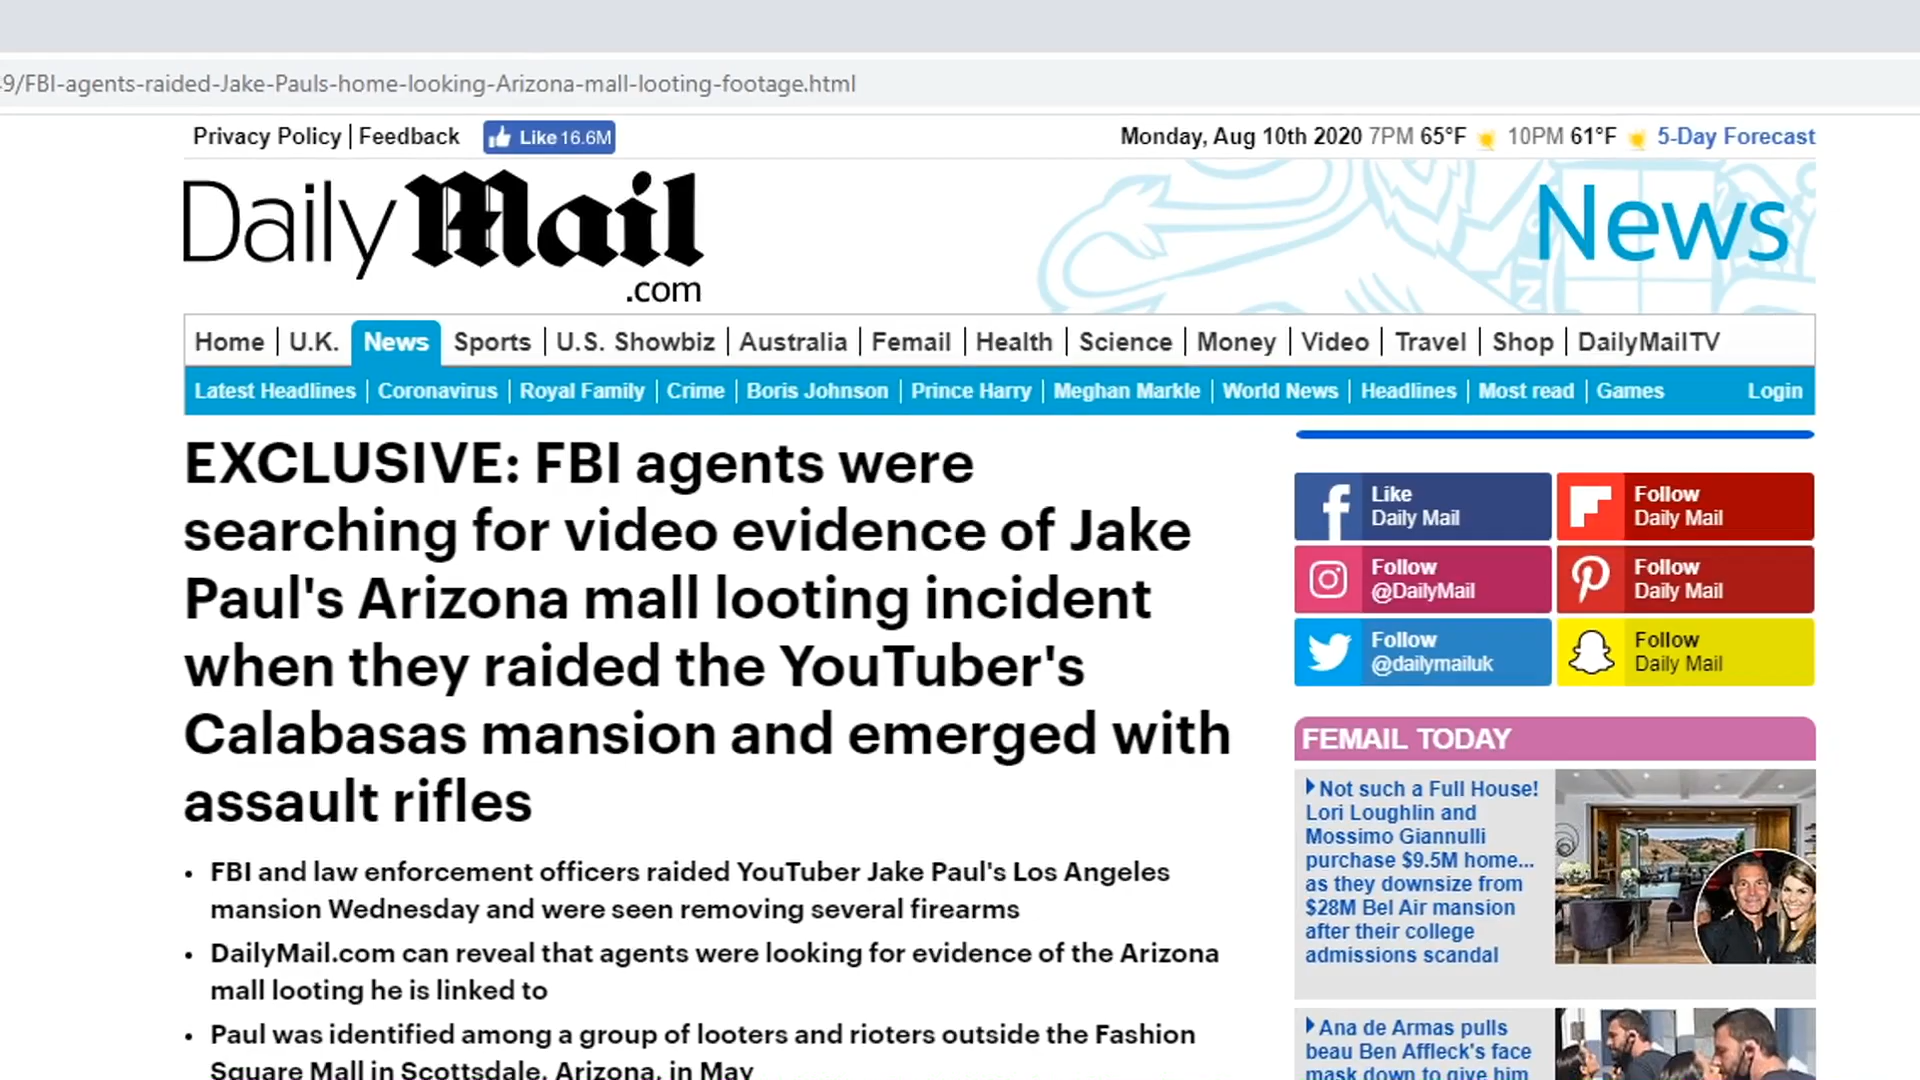 9/FBI-agents-raided-Jake-Pauls-home-looking-Arizona-mall-looting-footage.html
Privacy Policy | Feedback Like 16.6M Monday, Aug 10th 2020 7PM 65°F 10PM 61°F 5-Day Forecast
Daily Mail
.com
News
Home | U.K. News Sports | U.S. Showbiz | Australia | Femail | Health | Science | Money | Video | Travel | Shop | DailyMailTV
Latest Headlines | Coronavirus | Royal Family | Crime | Boris Johnson | Prince Harry | Meghan Markle | World News | Headlines | Most read | Games Login
EXCLUSIVE: FBI agents were
searching for video evidence of Jake
Paul's Arizona mall looting incident
when they raided the YouTuber's
Calabasas mansion and emerged with
assault rifles
• FBI and law enforcement officers raided YouTuber Jake Paul's Los Angeles
mansion Wednesday and were seen removing several firearms
• DailyMail.com can reveal that agents were looking for evidence of the Arizona
mall looting he is linked to
• Paul was identified among a group of looters and rioters outside the Fashion
Square Mall in Scottsdale, Arizona, in May
Like
Daily Mail
Follow
Daily Mail
Follow
@DailyMail
Follow
Daily Mail
Follow
@dailymailuk
Follow
Daily Mail
FEMAIL TODAY
Not such a Full House!
Lori Loughlin and
Mossimo Giannulli
purchase $9.5M home...
as they downsize from
$28M Bel Air mansion
after their college
admissions scandal
Ana de Armas pulls
beau Ben Affleck's face
mask down to give him